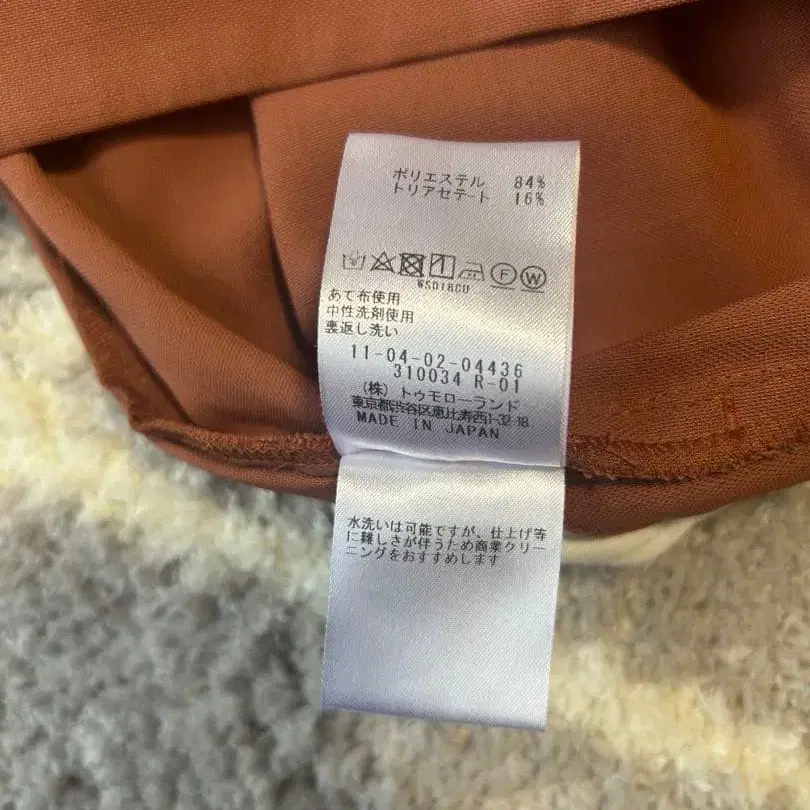 ポリエステル 84%
トリアセテート 16%
F W
WSD18CU
あて布使用
中性洗剤使用
裏返し洗い
11-04-02-04436
310034 R-01
(株) トゥモローランド
東京都渋谷区恵比寿西1-32-18
MADE IN JAPAN
水洗いは可能ですが、仕上げ等
に難しさが伴うため商業クリー
ニングをおすすめします